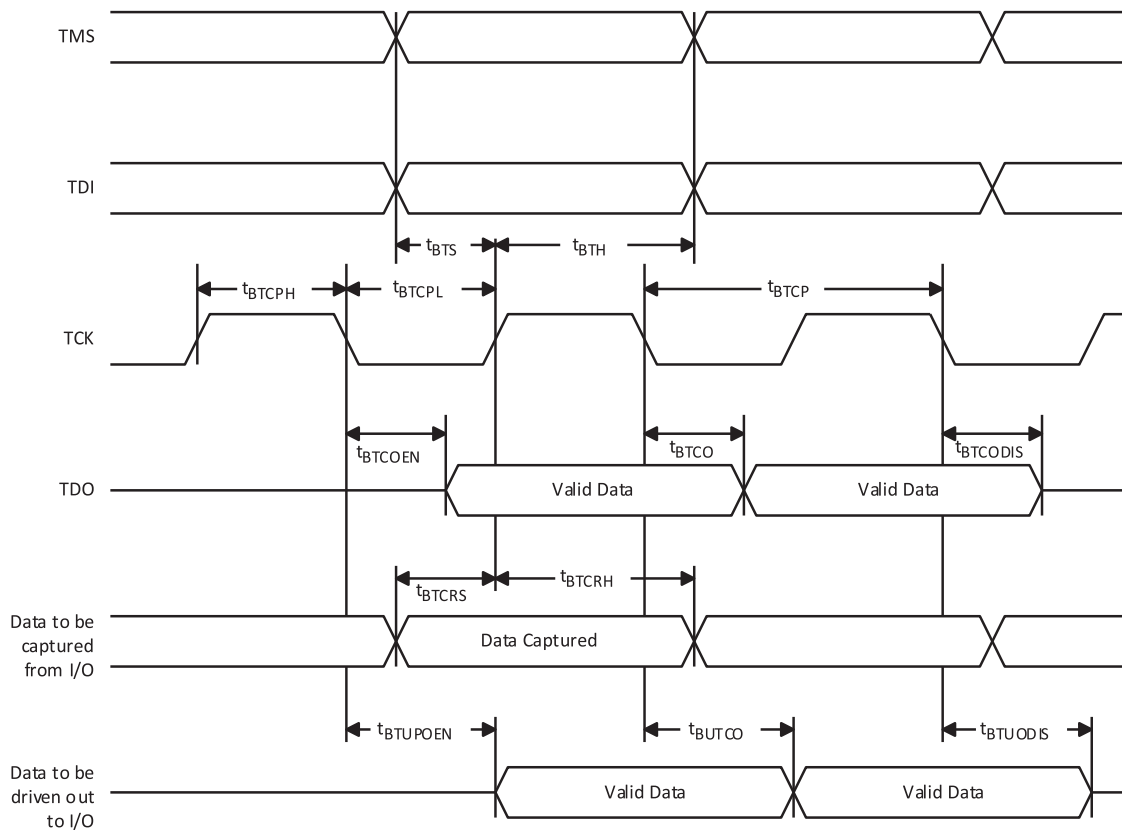 TMS
TDI
tBTS
tBTH
tBTCPH
tBTCPL
tBTCP
TCK
tBTCOEN
tBTCO
tBTCODIS
TDO
Valid Data
Valid Data
tBTCRS
tBTCRH
Data to be
captured
from I/O
Data Captured
tBTUPOEN
tBUTCO
tBTUODIS
Data to be
driven out
to I/O
Valid Data
Valid Data